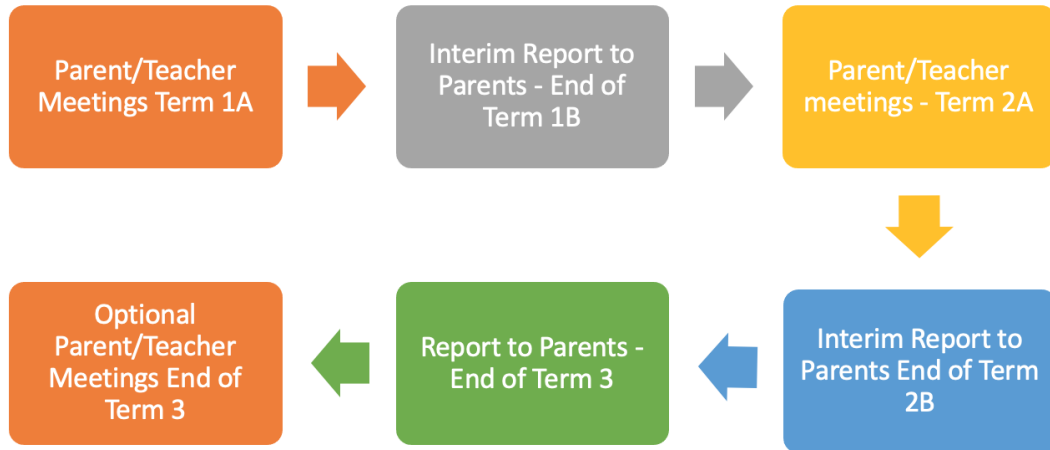 Parent/Teacher
Meetings Term 1A
Interim Report to
Parents - End of
Term 1B
Parent/Teacher
meetings - Term 2A
Interim Report to
Parents End of Term
2B
Report to Parents -
End of Term 3
Optional
Parent/Teacher
Meetings End of
Term 3